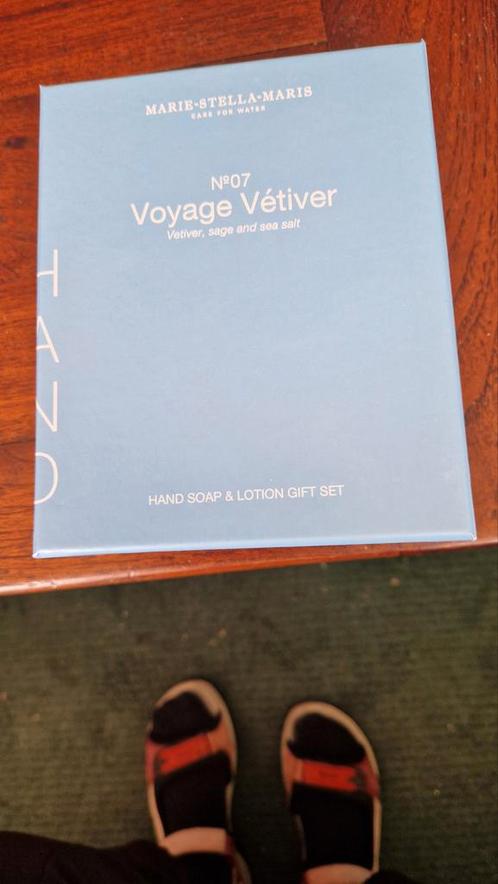 MARIE-STELLA-MARIS
CARE FOR WATER
Nº07
Voyage Vétiver
Vetiver, sage and sea salt
HAND
HAND SOAP & LOTION GIFT SET